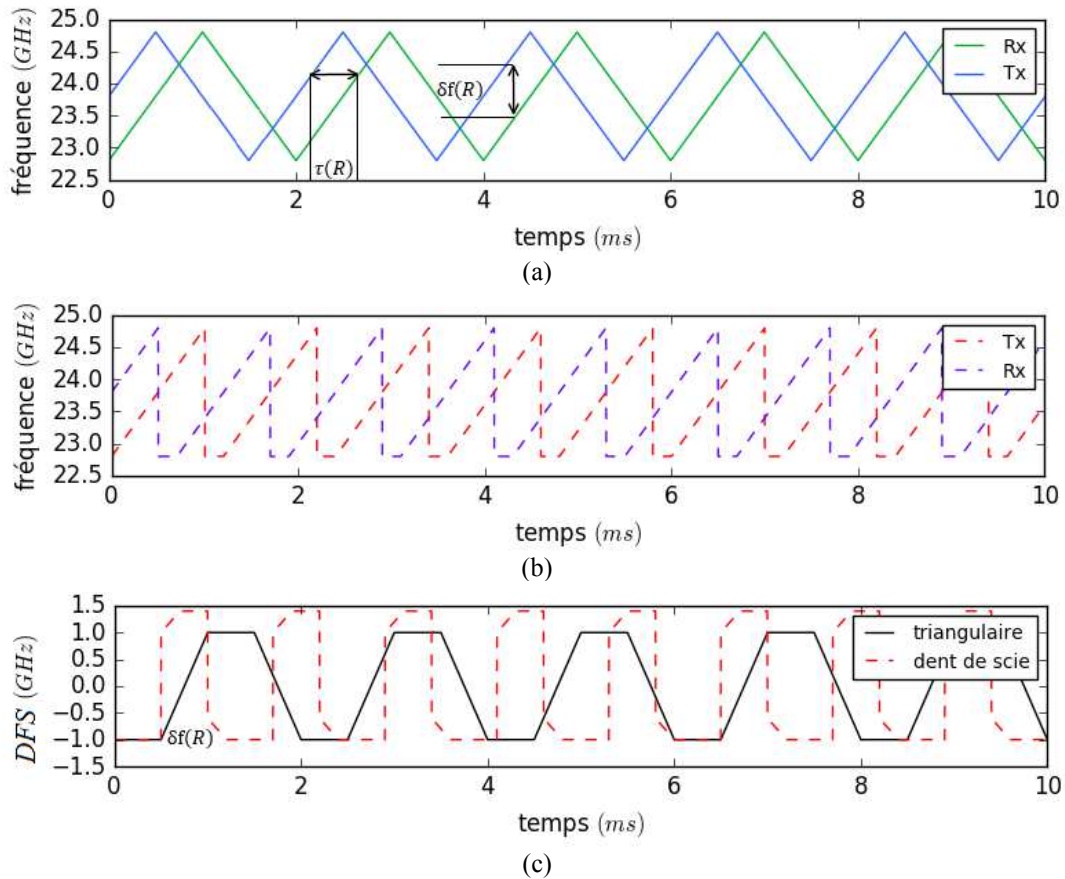 25.0
24.5
24.0
23.5
23.0
22.5
fréquence (GHz)
δf(R)
τ(R)
Rx
Tx
0 2 4 6 8 10
temps (ms)
(a)
25.0
24.5
24.0
23.5
23.0
22.5
fréquence (GHz)
Tx
Rx
0 2 4 6 8 10
temps (ms)
(b)
1.5
1.0
0.5
0.0
−0.5
−1.0
−1.5
DFS (GHz)
δf(R)
triangulaire
dent de scie
0 2 4 6 8 10
temps (ms)
(c)